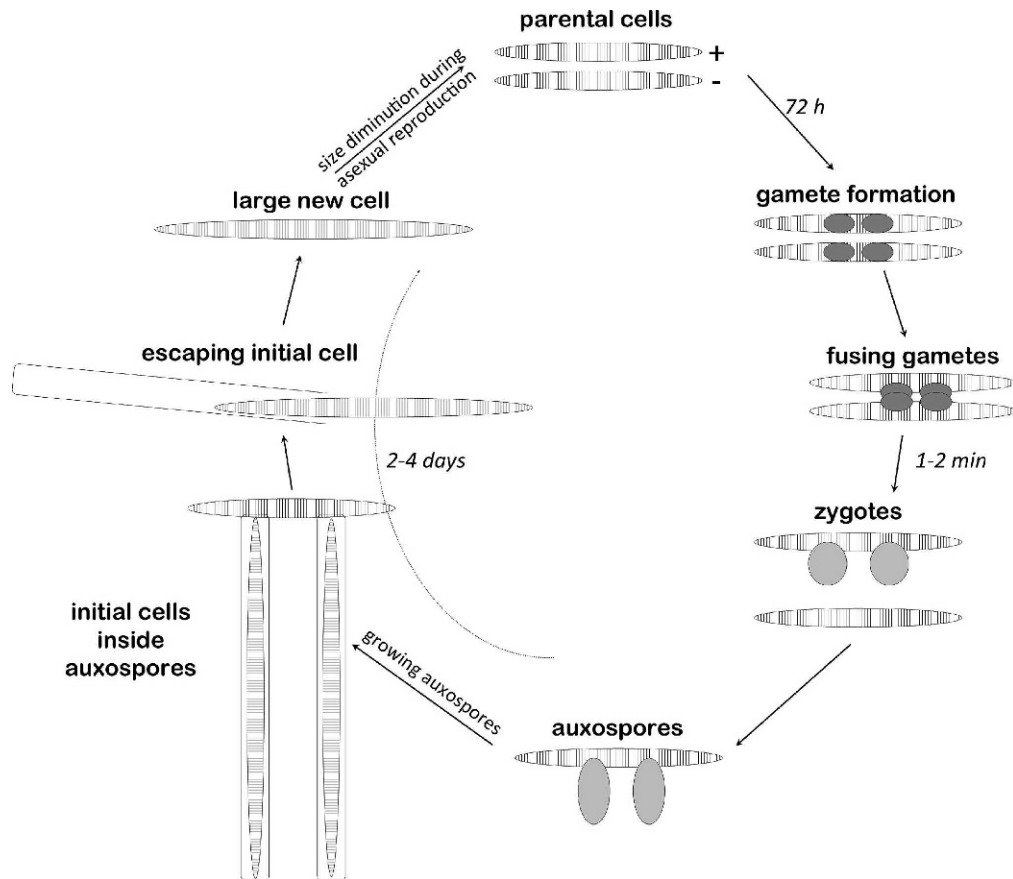 parental cells
+
-
72 h
gamete formation
fusing gametes
1-2 min
zygotes
auxospores
growing auxospores
initial cells
inside
auxospores
2-4 days
escaping initial cell
large new cell
size diminution during
asexual reproduction